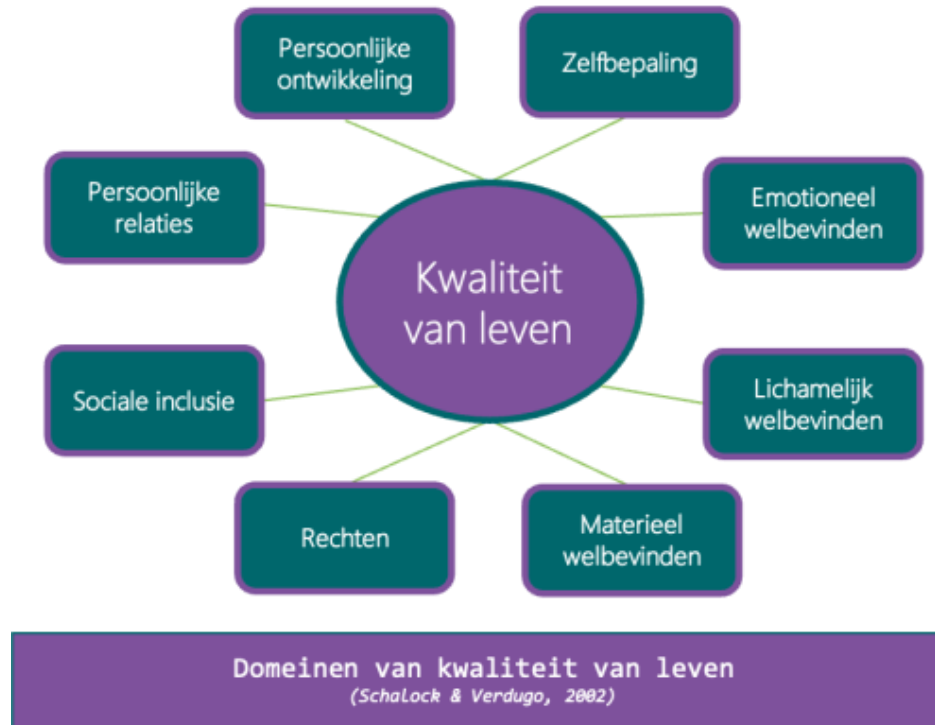 Persoonlijke
ontwikkeling
Zelfbepaling
Persoonlijke
relaties
Emotioneel
welbevinden
Kwaliteit
van leven
Sociale inclusie
Lichamelijk
welbevinden
Rechten
Materieel
welbevinden
Domeinen van kwaliteit van leven
(Schalock & Verdugo, 2002)